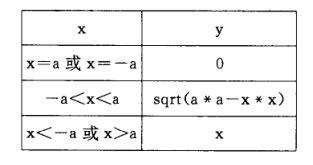 x y
x=a 或 x=-a 0
-a<x<a sqrt(a*a-x*x)
x<-a 或 x>a x